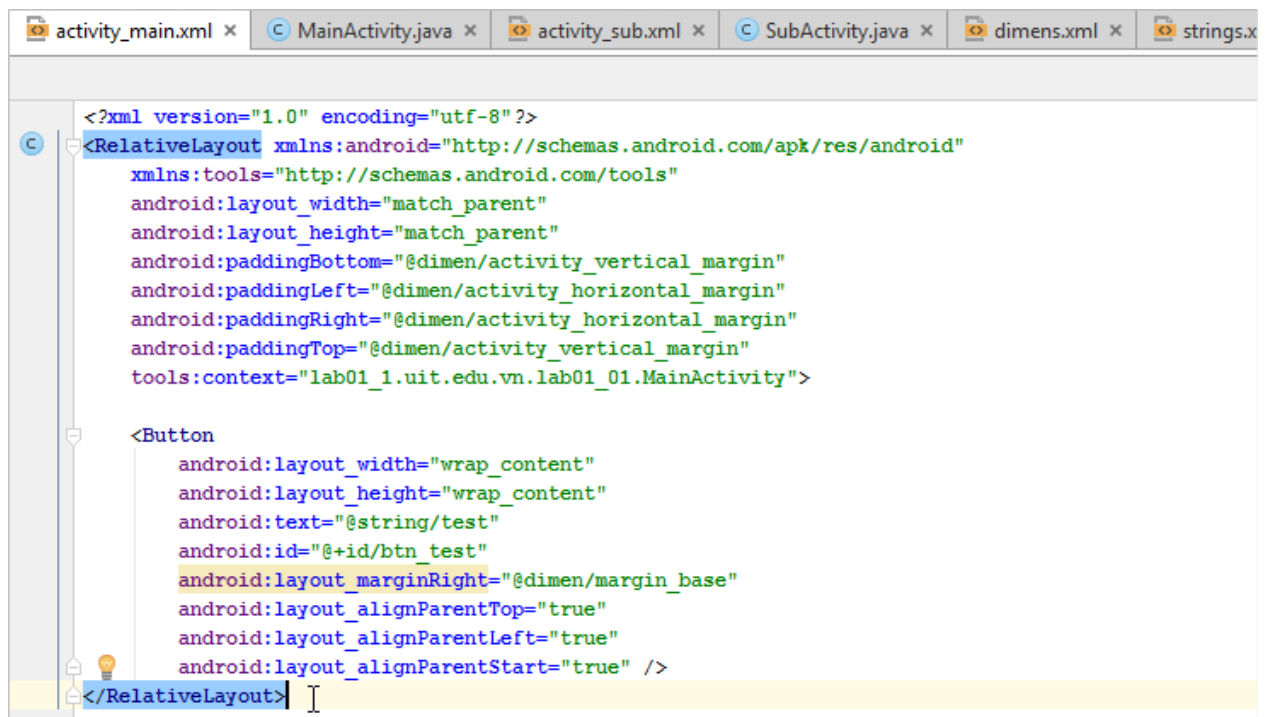 activity_main.xml × C MainActivity.java × activity_sub.xml × C SubActivity.java × dimens.xml × strings.x
<?xml version="1.0" encoding="utf-8"?>
C <RelativeLayout xmlns:android="http://schemas.android.com/apk/res/android"
xmlns:tools="http://schemas.android.com/tools"
android:layout_width="match_parent"
android:layout_height="match_parent"
android:paddingBottom="@dimen/activity_vertical_margin"
android:paddingLeft="@dimen/activity_horizontal_margin"
android:paddingRight="@dimen/activity_horizontal_margin"
android:paddingTop="@dimen/activity_vertical_margin"
tools:context="lab01_1.uit.edu.vn.lab01_01.MainActivity">
<Button
android:layout_width="wrap_content"
android:layout_height="wrap_content"
android:text="@string/test"
android:id="@+id/btn_test"
android:layout_marginRight="@dimen/margin_base"
android:layout_alignParentTop="true"
android:layout_alignParentLeft="true"
android:layout_alignParentStart="true" />
</RelativeLayout>